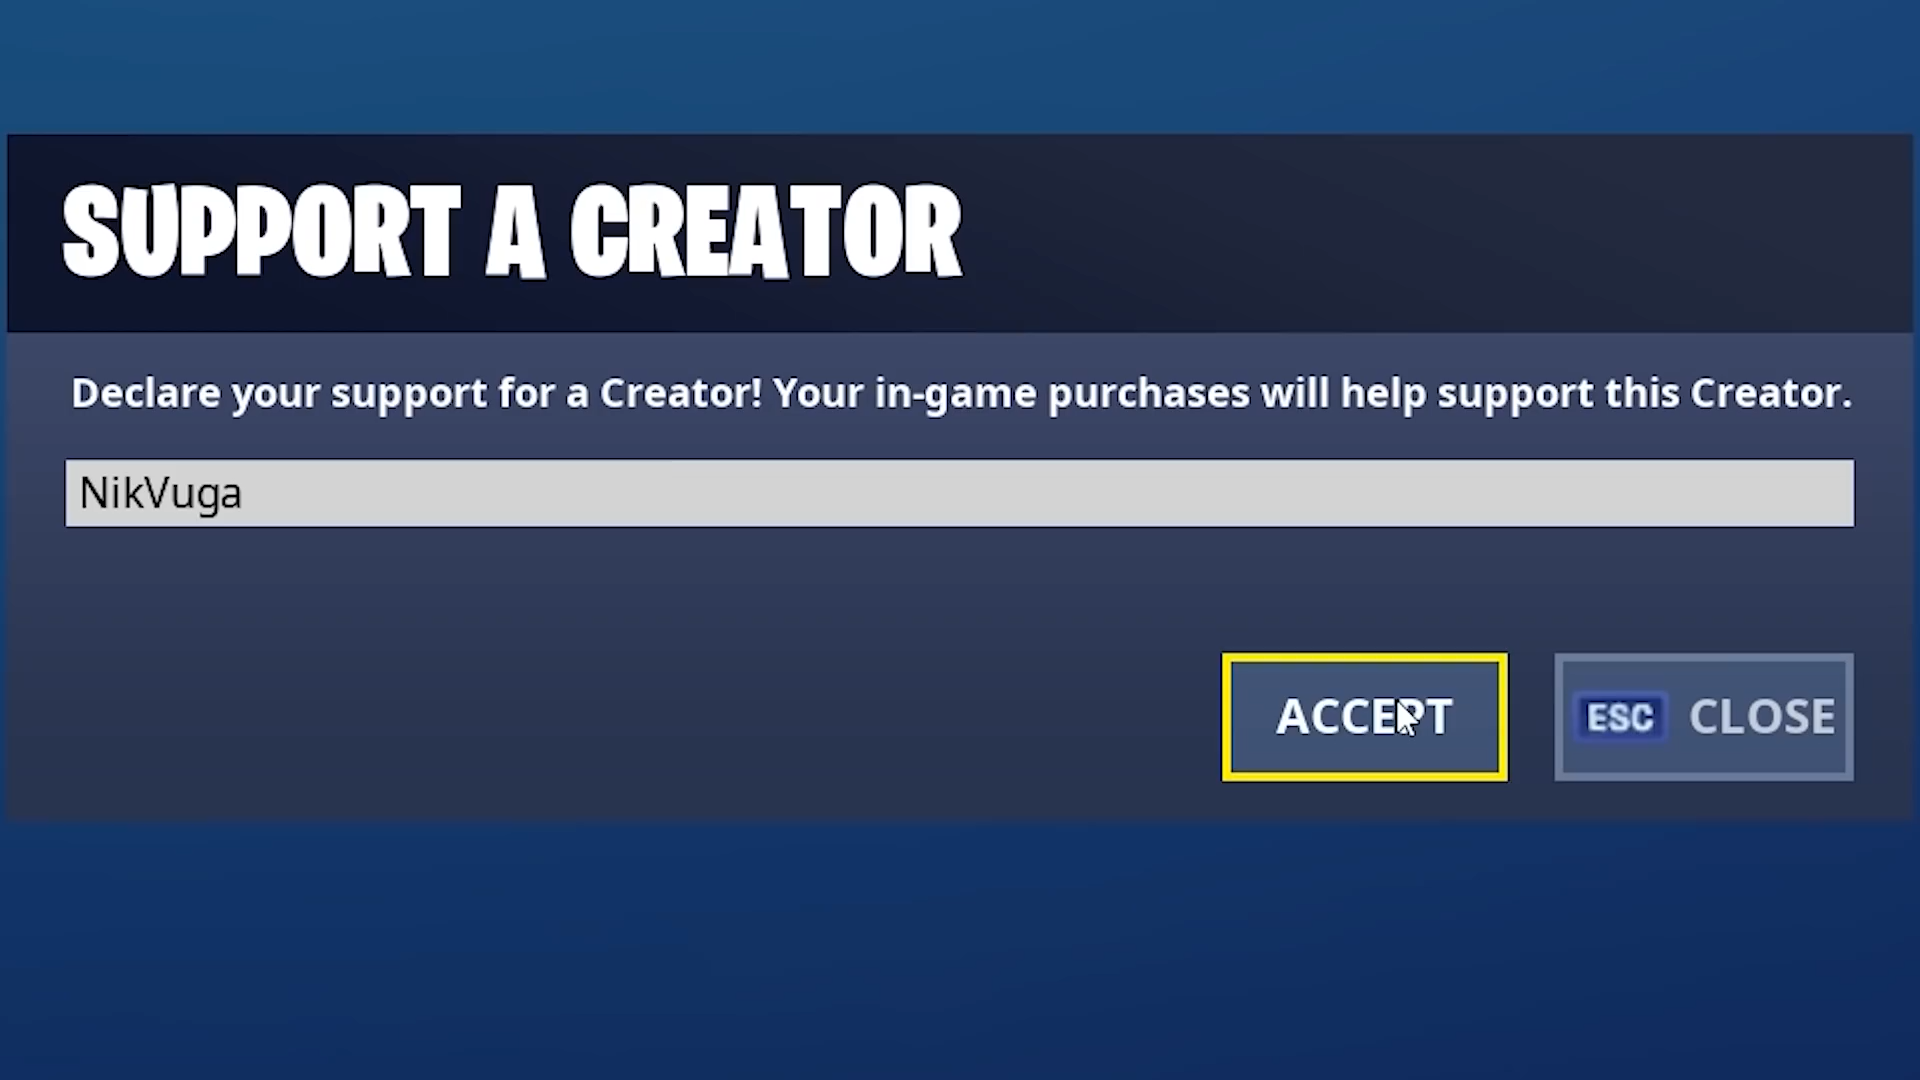 SUPPORT A CREATOR
Declare your support for a Creator! Your in-game purchases will help support this Creator.
NikVuga
ACCEPT
ESC CLOSE